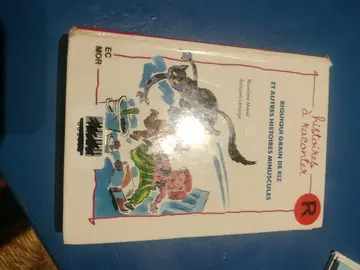 histoires
à raconter
R
RIQUIQUI GRAIN DE RIZ
ET AUTRES HISTOIRES MINUSCULES
EC
MOR